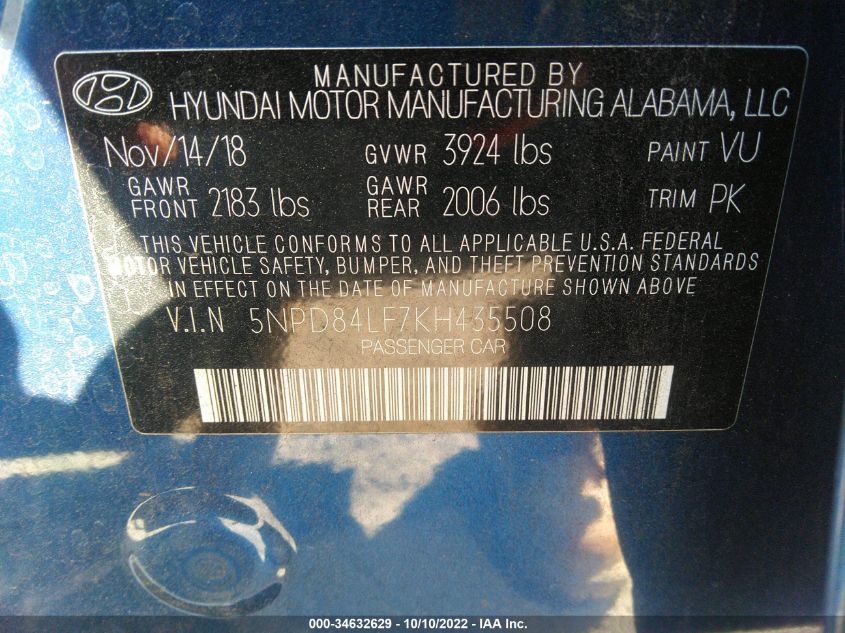 MANUFACTURED BY
HYUNDAI MOTOR MANUFACTURING ALABAMA, LLC
Nov/14/18 GVWR 3924 lbs PAINT VU
GAWR FRONT 2183 lbs GAWR REAR 2006 lbs TRIM PK
THIS VEHICLE CONFORMS TO ALL APPLICABLE U.S.A. FEDERAL
MOTOR VEHICLE SAFETY, BUMPER, AND THEFT PREVENTION STANDARDS
IN EFFECT ON THE DATE OF MANUFACTURE SHOWN ABOVE
V.I.N 5NPD84LF7KH435508
PASSENGER CAR
000-34632629 - 10/10/2022 - IAA Inc.